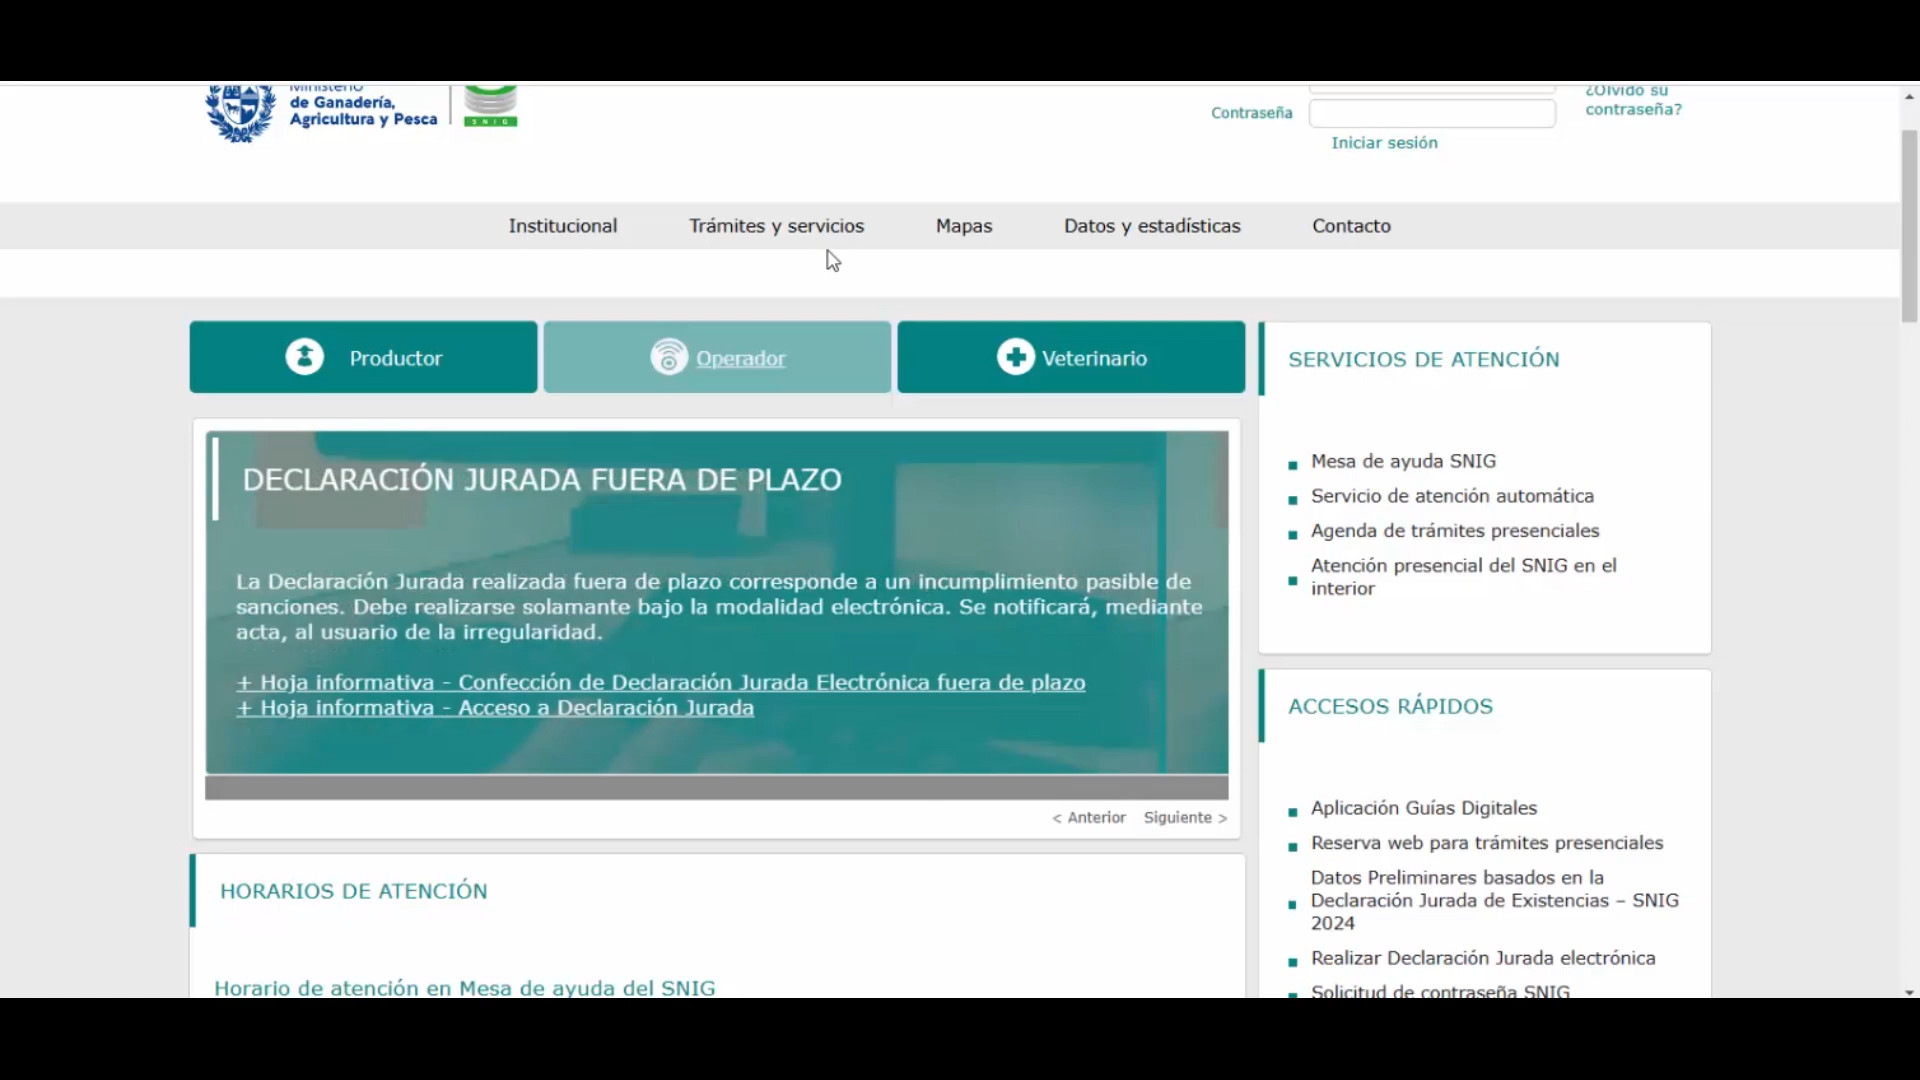 Ministerio
de Ganadería,
Agricultura y Pesca
SNIG
¿Olvidó su
contraseña?
Contraseña
Iniciar sesión
Institucional
Trámites y servicios
Mapas
Datos y estadísticas
Contacto
Productor
Operador
Veterinario
DECLARACIÓN JURADA FUERA DE PLAZO
La Declaración Jurada realizada fuera de plazo corresponde a un incumplimiento pasible de
sanciones. Debe realizarse solamante bajo la modalidad electrónica. Se notificará, mediante
acta, al usuario de la irregularidad.
+ Hoja informativa - Confección de Declaración Jurada Electrónica fuera de plazo
+ Hoja informativa - Acceso a Declaración Jurada
< Anterior
Siguiente >
HORARIOS DE ATENCIÓN
Horario de atención en Mesa de ayuda del SNIG
SERVICIOS DE ATENCIÓN
Mesa de ayuda SNIG
Servicio de atención automática
Agenda de trámites presenciales
Atención presencial del SNIG en el
interior
ACCESOS RÁPIDOS
Aplicación Guías Digitales
Reserva web para trámites presenciales
Datos Preliminares basados en la
Declaración Jurada de Existencias – SNIG
2024
Realizar Declaración Jurada electrónica
Solicitud de contraseña SNIG